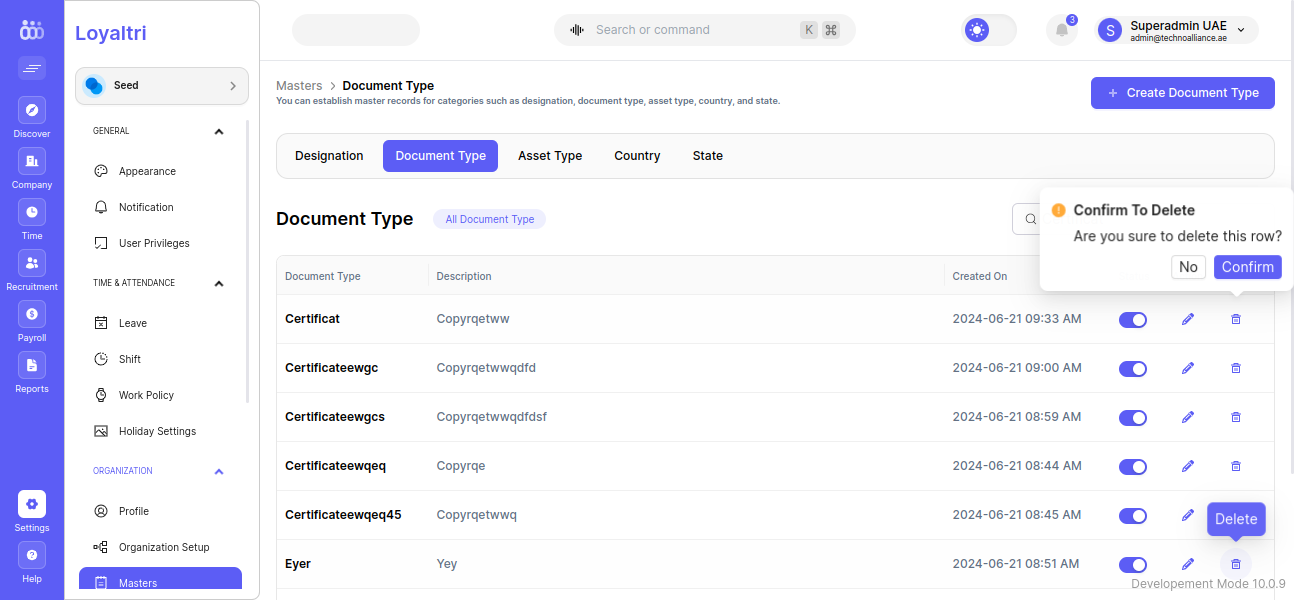 Loyaltri
Search or command
K ⌘
3
S
Superadmin UAE
admin@technoalliance.ae
Discover
Company
Time
Recruitment
Payroll
Reports
Settings
Help
Seed
GENERAL
Appearance
Notification
User Privileges
TIME & ATTENDANCE
Leave
Shift
Work Policy
Holiday Settings
ORGANIZATION
Profile
Organization Setup
Masters
Masters > Document Type
You can establish master records for categories such as designation, document type, asset type, country, and state.
+ Create Document Type
Designation Document Type Asset Type Country State
Document Type All Document Type
Confirm To Delete
Are you sure to delete this row?
No Confirm
Document Type Description Created On
Certificat Copyrqetww 2024-06-21 09:33 AM
Certificateewgc Copyrqetwwqdfd 2024-06-21 09:00 AM
Certificateewgcs Copyrqetwwqdfdsf 2024-06-21 08:59 AM
Certificateewqeq Copyrqe 2024-06-21 08:44 AM
Certificateewqeq45 Copyrqetwwq 2024-06-21 08:45 AM
Delete
Eyer Yey 2024-06-21 08:51 AM
Developement Mode 10.0.9